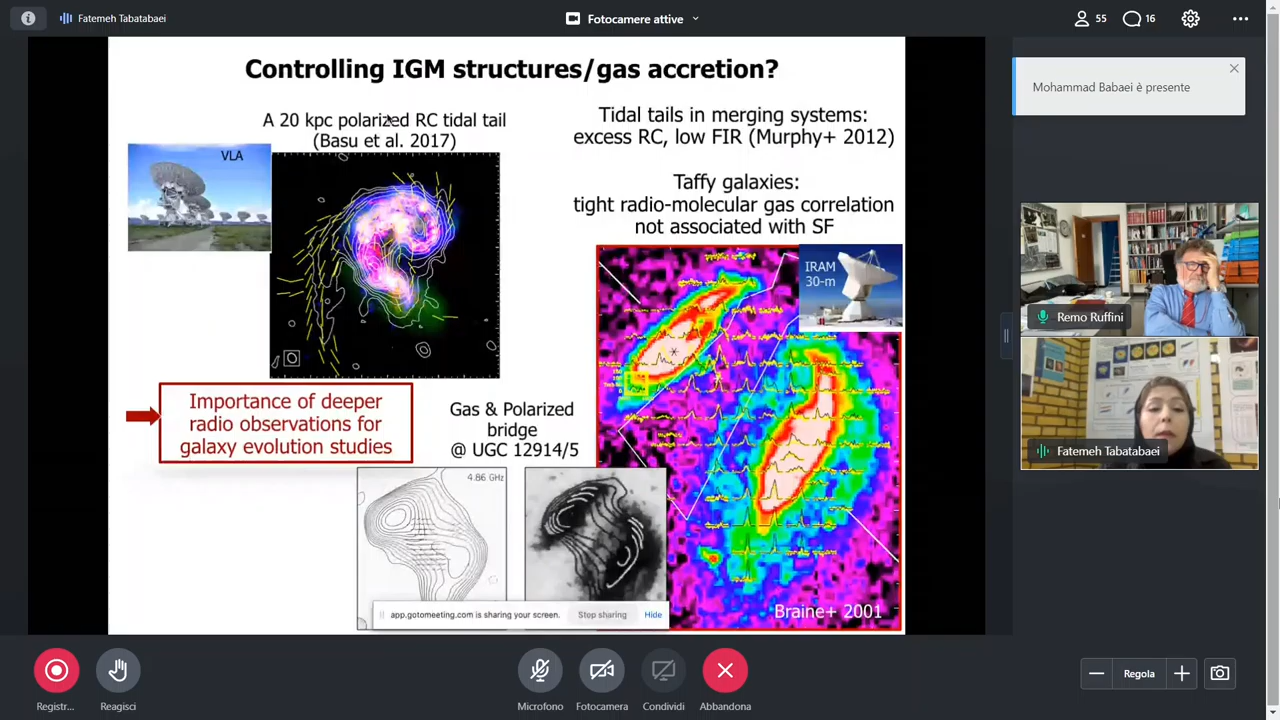 Fatemeh Tabatabaei
Fotocamere attive
55
16
Controlling IGM structures/gas accretion?
Mohammad Babaei è presente
A 20 kpc polarized RC tidal tail
(Basu et al. 2017)
VLA
Tidal tails in merging systems:
excess RC, low FIR (Murphy+ 2012)
Taffy galaxies:
tight radio-molecular gas correlation
not associated with SF
IRAM
30-m
Remo Ruffini
Importance of deeper
radio observations for
galaxy evolution studies
Gas & Polarized
bridge
@ UGC 12914/5
Fatemeh Tabatabaei
4.86 GHz
Braine+ 2001
app.gotomeeting.com is sharing your screen.
Stop sharing
Hide
Registr...
Reagisci
Microfono
Fotocamera
Condividi
Abbandona
Regola